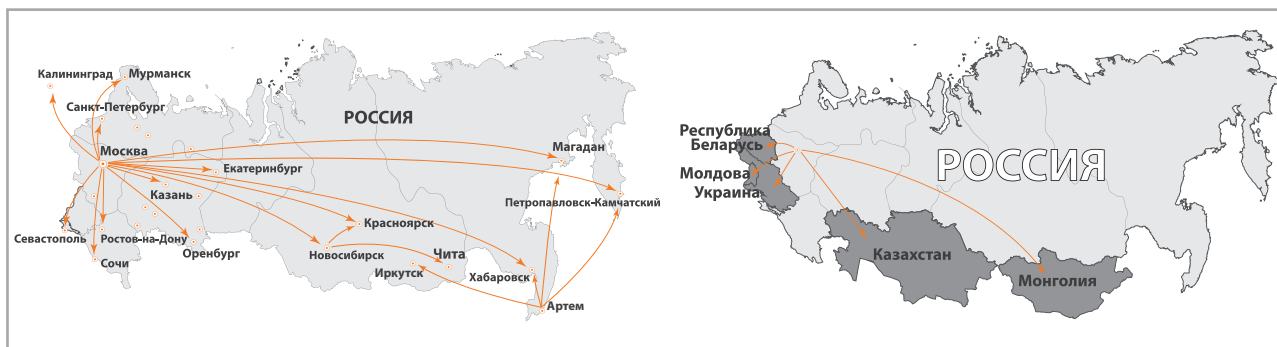 Калининград
Мурманск
Санкт-Петербург
РОССИЯ
Москва
Магадан
Екатеринбург
Казань
Петропавловск-Камчатский
Красноярск
Севастополь
Ростов-на-Дону
Оренбург
Новосибирск
Чита
Сочи
Иркутск
Хабаровск
Артем
Республика
Беларусь
РОССИЯ
Молдова
Украина
Казахстан
Монголия